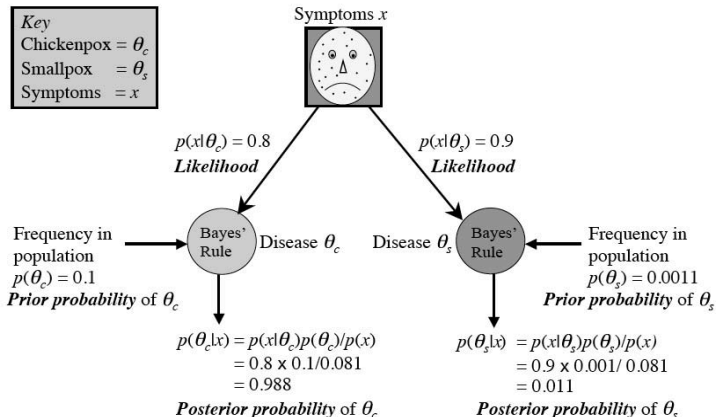 Key
Chickenpox = θc
Smallpox = θs
Symptoms = x
Symptoms x
p(x|θc) = 0.8
Likelihood
p(x|θs) = 0.9
Likelihood
Frequency in
population
p(θc) = 0.1
Prior probability of θc
Bayes'
Rule
Disease θc
Disease θs
Bayes'
Rule
Frequency in
population
p(θs) = 0.0011
Prior probability of θs
p(θc|x) = p(x|θc)p(θc)/p(x)
= 0.8 x 0.1/0.081
= 0.988
Posterior probability of θc
p(θs|x) = p(x|θs)p(θs)/p(x)
= 0.9 x 0.001/ 0.081
= 0.011
Posterior probability of θs